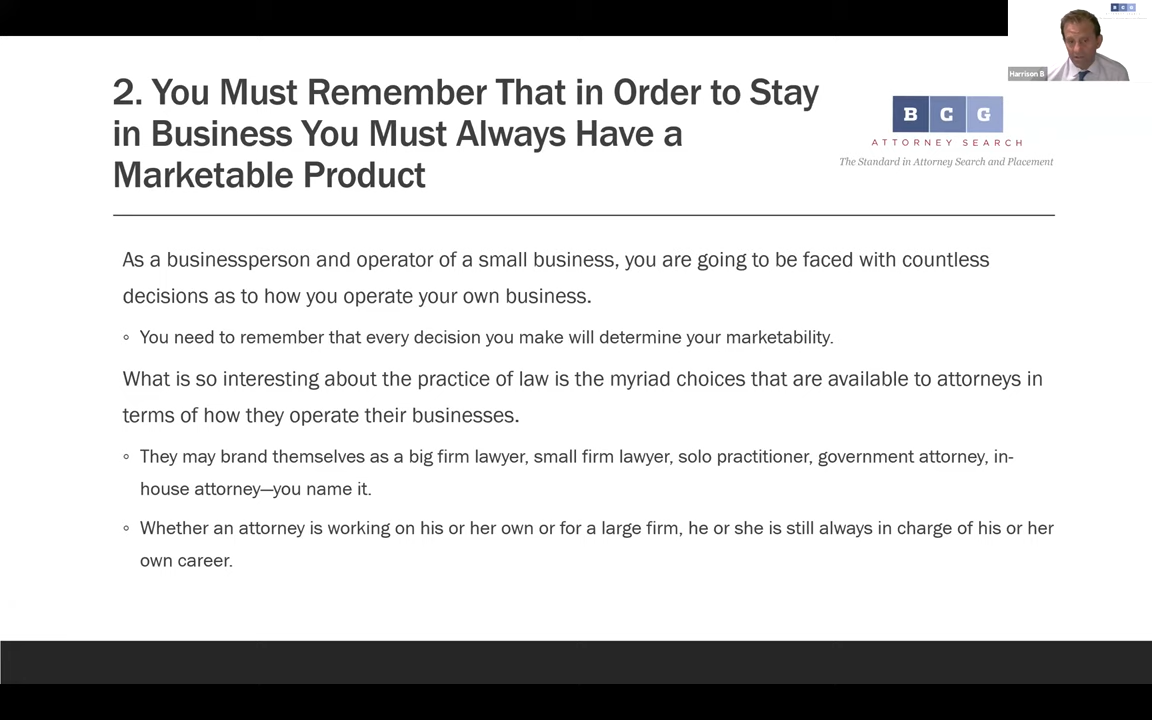 2. You Must Remember That in Order to Stay
in Business You Must Always Have a
Marketable Product
Harrison B
B C G
B C G
ATTORNEY SEARCH
The Standard in Attorney Search and Placement
As a businessperson and operator of a small business, you are going to be faced with countless
decisions as to how you operate your own business.
◦ You need to remember that every decision you make will determine your marketability.
What is so interesting about the practice of law is the myriad choices that are available to attorneys in
terms of how they operate their businesses.
◦ They may brand themselves as a big firm lawyer, small firm lawyer, solo practitioner, government attorney, in-
house attorney—you name it.
◦ Whether an attorney is working on his or her own or for a large firm, he or she is still always in charge of his or her
own career.